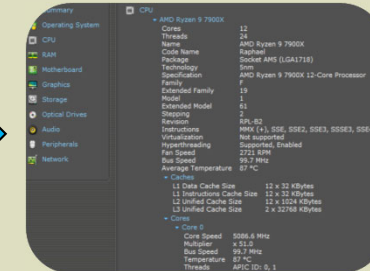 Summary
Operating System
CPU
RAM
Motherboard
Graphics
Storage
Optical Drives
Audio
Peripherals
Network
CPU
AMD Ryzen 9 7900X
Cores 12
Threads 24
Name AMD Ryzen 9 7900X
Code Name Raphael
Package Socket AM5 (LGA1718)
Technology 5nm
Specification AMD Ryzen 9 7900X 12-Core Processor
Family F
Extended Family 19
Model 1
Extended Model 61
Stepping 2
Revision RPL-B2
Instructions MMX (+), SSE, SSE2, SSE3, SSSE3, SSE
Virtualization Not supported
Hyperthreading Supported, Enabled
Fan Speed 2721 RPM
Bus Speed 99.7 MHz
Average Temperature 87 °C
Caches
L1 Data Cache Size 12 x 32 KBytes
L1 Instructions Cache Size 12 x 32 KBytes
L2 Unified Cache Size 12 x 1024 KBytes
L3 Unified Cache Size 2 x 32768 KBytes
Cores
Core 0
Core Speed 5086.6 MHz
Multiplier x 51.0
Bus Speed 99.7 MHz
Temperature 87 °C
Threads APIC ID: 0, 1